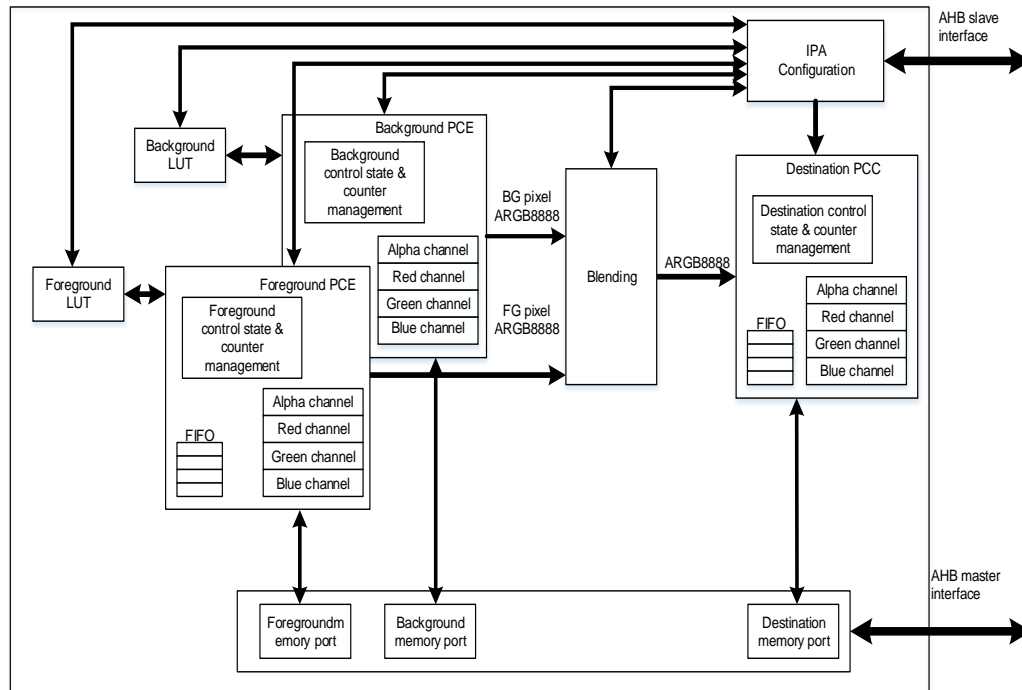 AHB slave
interface
IPA
Configuration
Background PCE
Background
LUT
Background
control state &
counter
management
Alpha channel
Red channel
Green channel
Blue channel
BG pixel
ARGB8888
Destination PCC
Destination control
state & counter
management
Foreground
LUT
Foreground PCE
Foreground
control state &
counter
management
FG pixel
ARGB8888
Blending
ARGB8888
Alpha channel
Red channel
Green channel
Blue channel
FIFO
Alpha channel
Red channel
Green channel
Blue channel
FIFO
AHB master
interface
Foregroundm
emory port
Background
memory port
Destination
memory port